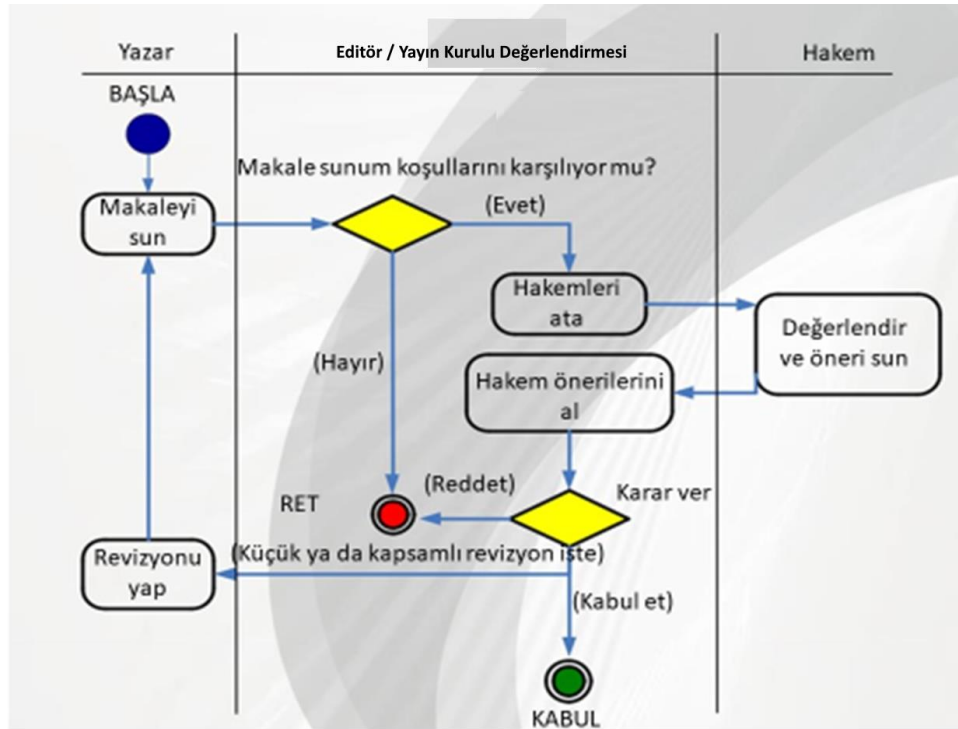 Yazar
Editör / Yayın Kurulu Değerlendirmesi
Hakem
BAŞLA
Makale sunum koşullarını karşılıyor mu?
Makaleyi
sun
(Evet)
Hakemleri
ata
Değerlendir
ve öneri sun
(Hayır)
Hakem önerilerini
al
(Reddet)
Karar ver
RET
(Küçük ya da kapsamlı revizyon iste)
Revizyonu
yap
(Kabul et)
KABUL